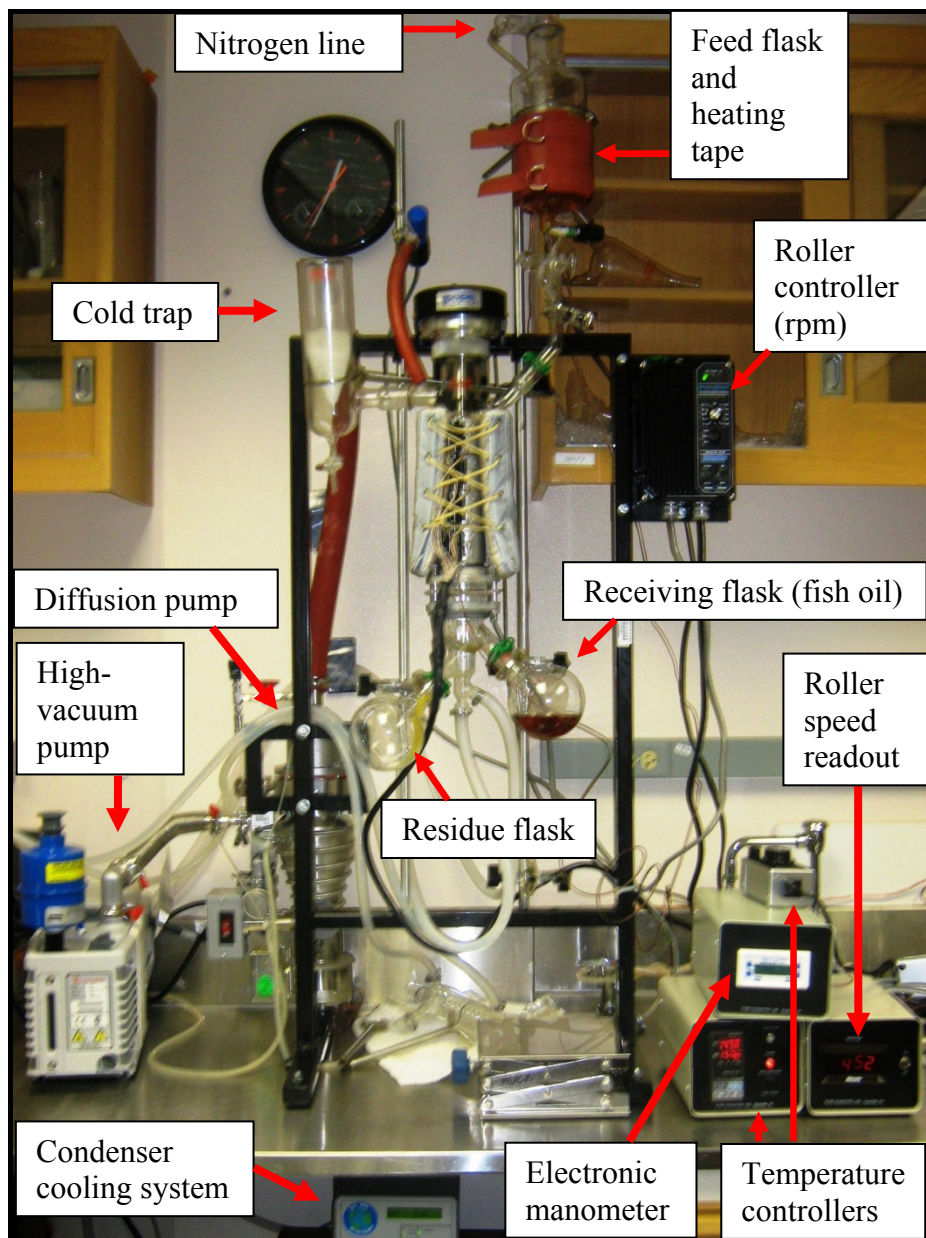 Nitrogen line
Feed flask
and
heating
tape
Roller
controller
(rpm)
Cold trap
Diffusion pump
Receiving flask (fish oil)
High-
vacuum
pump
Roller
speed
readout
Residue flask
452
Condenser
cooling system
Electronic
manometer
Temperature
controllers